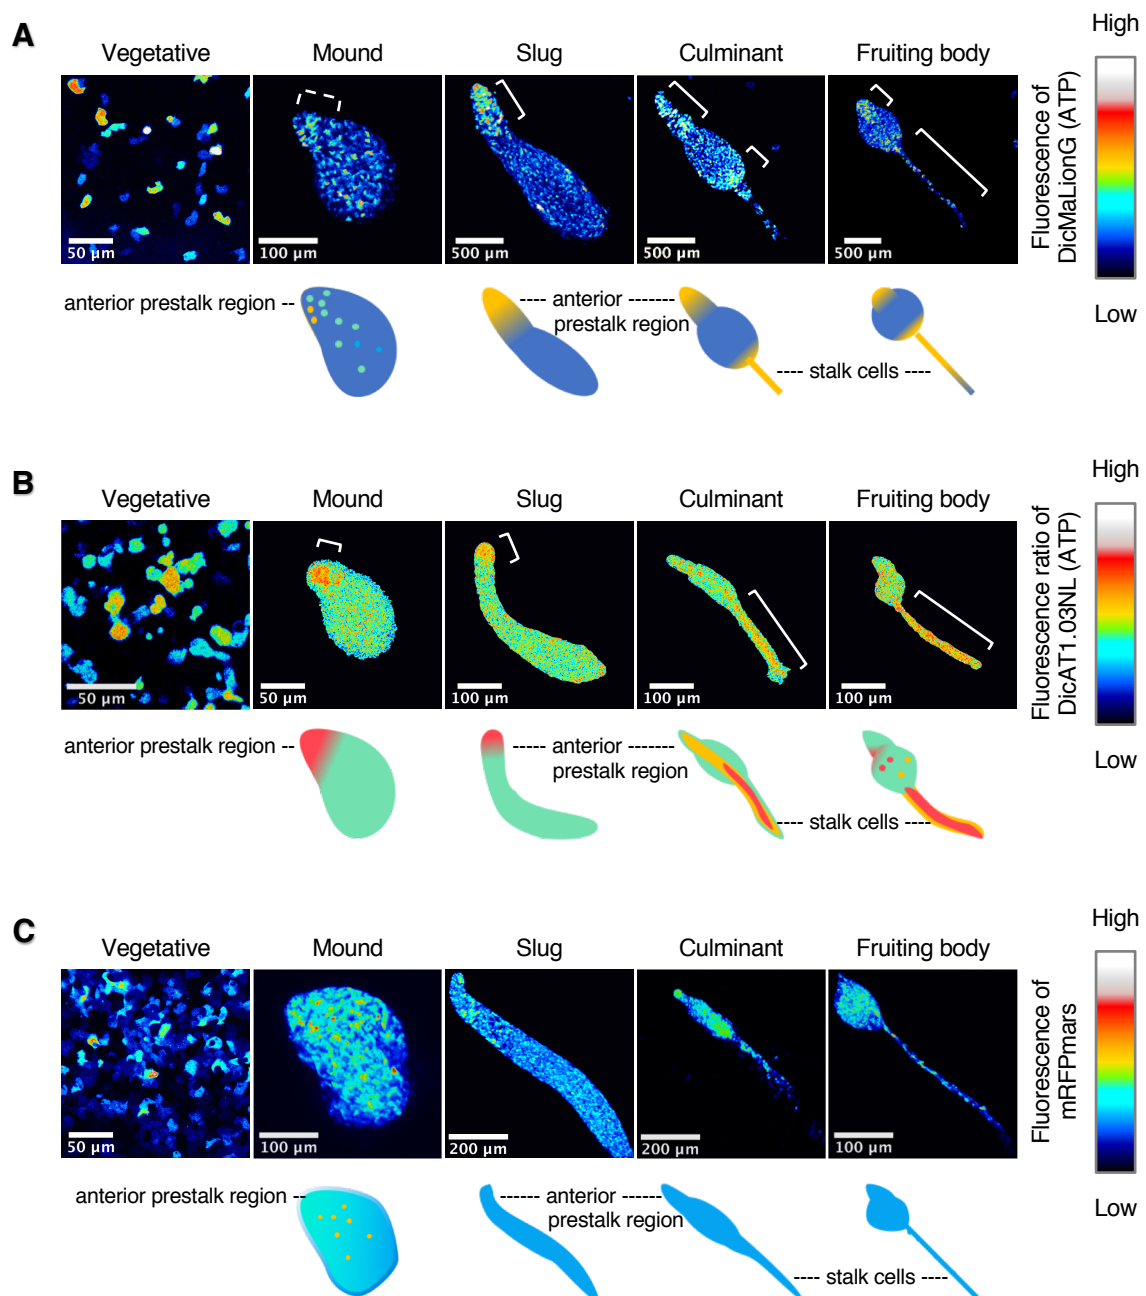 A
Vegetative
Mound
Slug
Culminant
Fruiting body
High
50 µm
100 µm
500 µm
500 µm
500 µm
Fluorescence of
DicMaLionG (ATP)
Low
anterior prestalk region --
---- anterior -------
prestalk region
---- stalk cells ----
B
Vegetative
Mound
Slug
Culminant
Fruiting body
High
50 µm
50 µm
100 µm
100 µm
100 µm
Fluorescence ratio of
DicAT1.03NL (ATP)
Low
anterior prestalk region --
----- anterior -------
prestalk region
---- stalk cells ----
C
Vegetative
Mound
Slug
Culminant
Fruiting body
High
50 µm
100 µm
200 µm
200 µm
100 µm
Fluorescence of
mRFPmars
Low
anterior prestalk region --
------ anterior ------
prestalk region
---- stalk cells ----